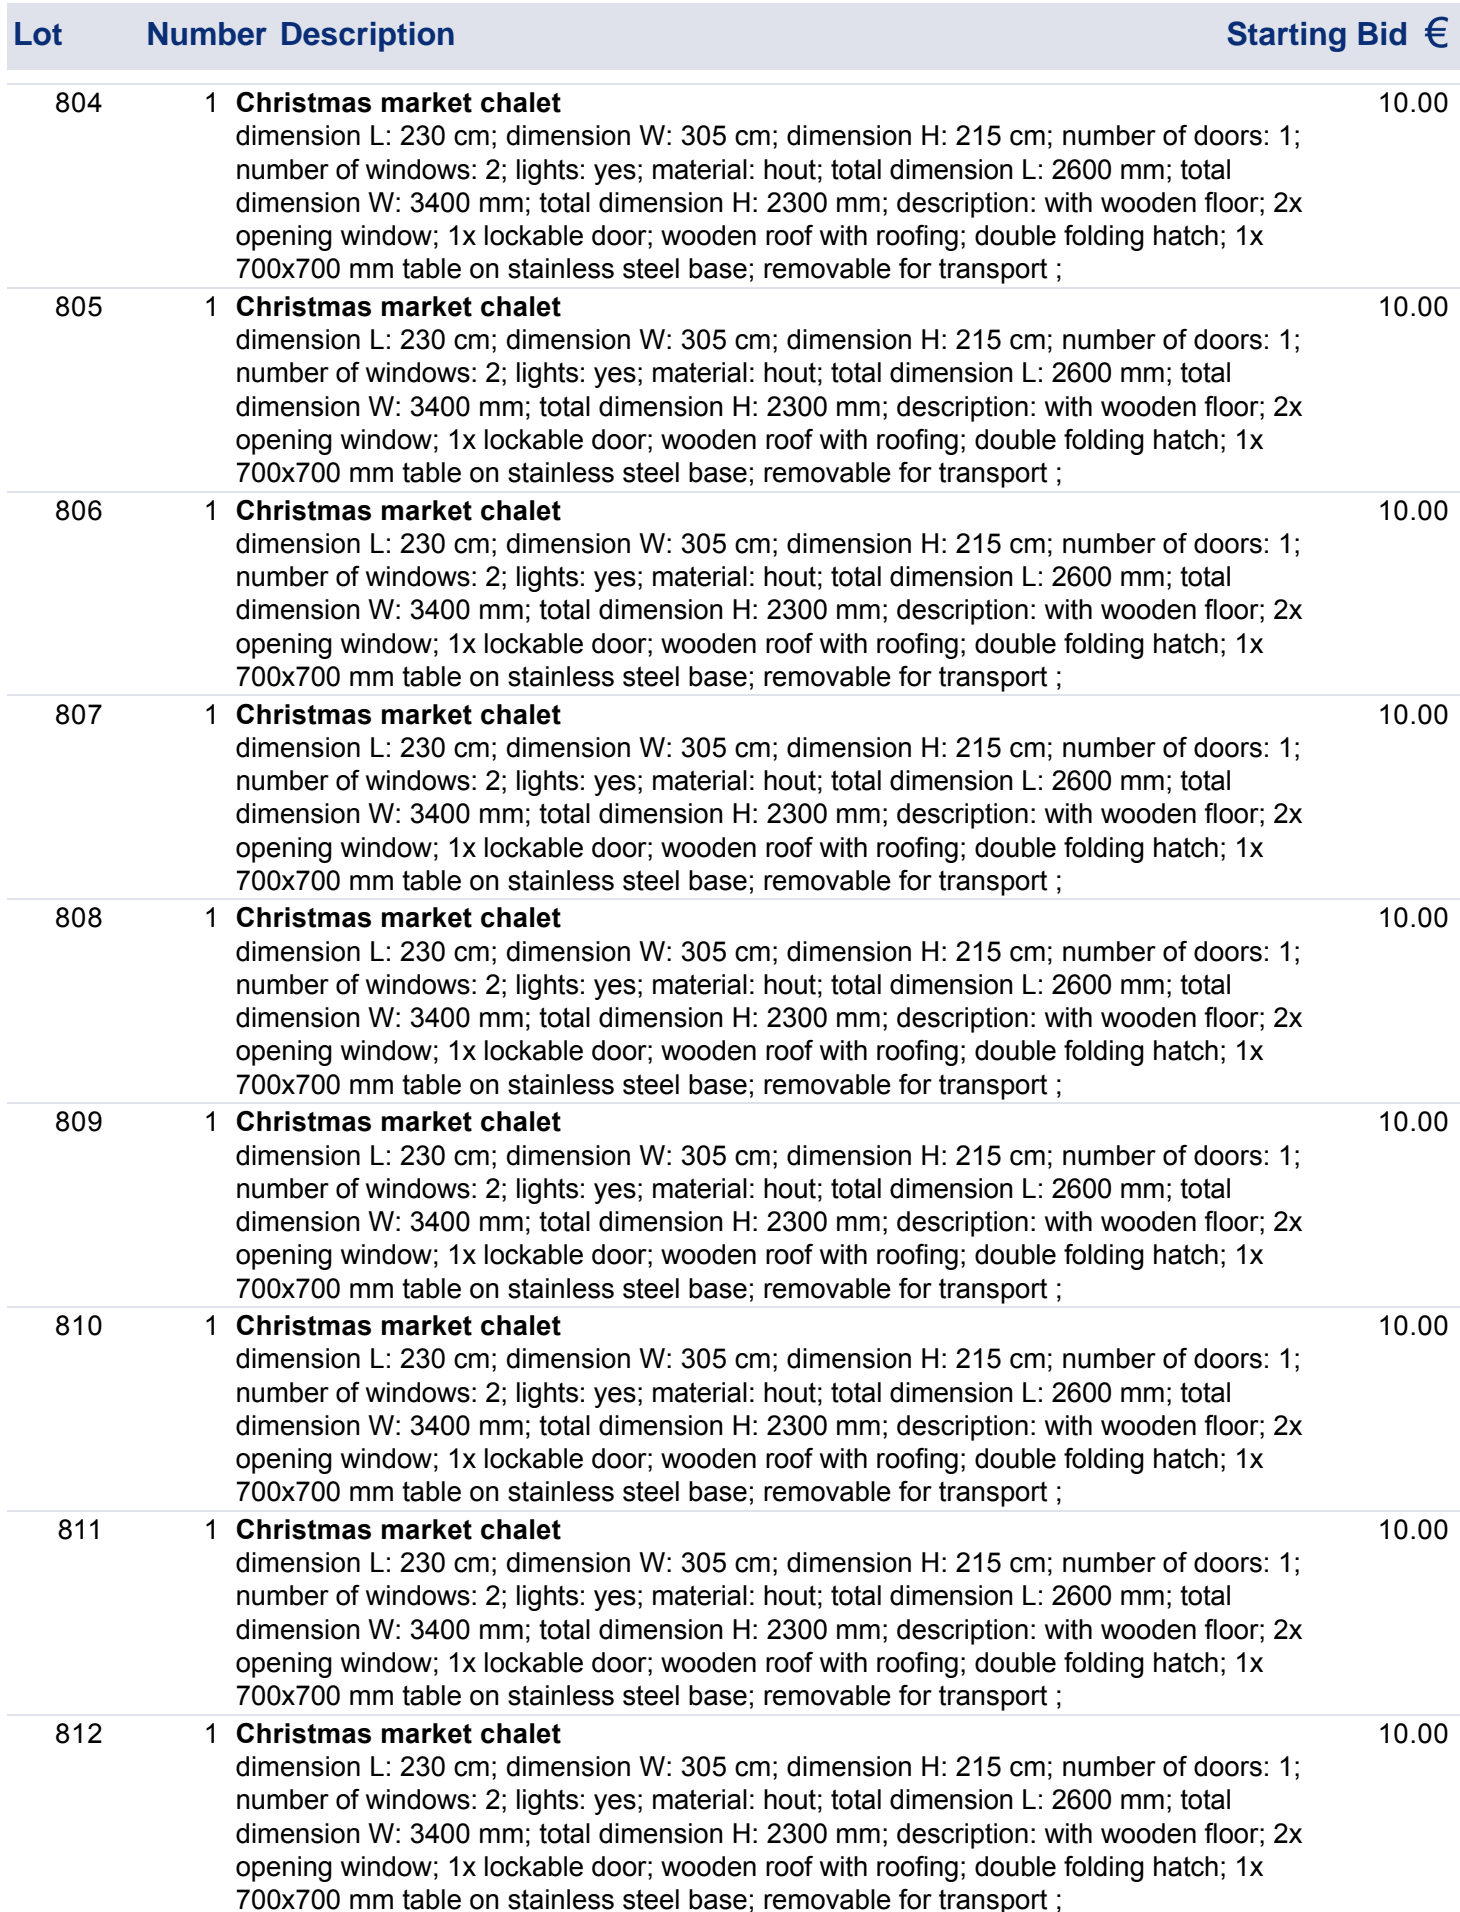 Lot Number Description Starting Bid €
804 1 Christmas market chalet 10.00
dimension L: 230 cm; dimension W: 305 cm; dimension H: 215 cm; number of doors: 1;
number of windows: 2; lights: yes; material: hout; total dimension L: 2600 mm; total
dimension W: 3400 mm; total dimension H: 2300 mm; description: with wooden floor; 2x
opening window; 1x lockable door; wooden roof with roofing; double folding hatch; 1x
700x700 mm table on stainless steel base; removable for transport ;
805 1 Christmas market chalet 10.00
dimension L: 230 cm; dimension W: 305 cm; dimension H: 215 cm; number of doors: 1;
number of windows: 2; lights: yes; material: hout; total dimension L: 2600 mm; total
dimension W: 3400 mm; total dimension H: 2300 mm; description: with wooden floor; 2x
opening window; 1x lockable door; wooden roof with roofing; double folding hatch; 1x
700x700 mm table on stainless steel base; removable for transport ;
806 1 Christmas market chalet 10.00
dimension L: 230 cm; dimension W: 305 cm; dimension H: 215 cm; number of doors: 1;
number of windows: 2; lights: yes; material: hout; total dimension L: 2600 mm; total
dimension W: 3400 mm; total dimension H: 2300 mm; description: with wooden floor; 2x
opening window; 1x lockable door; wooden roof with roofing; double folding hatch; 1x
700x700 mm table on stainless steel base; removable for transport ;
807 1 Christmas market chalet 10.00
dimension L: 230 cm; dimension W: 305 cm; dimension H: 215 cm; number of doors: 1;
number of windows: 2; lights: yes; material: hout; total dimension L: 2600 mm; total
dimension W: 3400 mm; total dimension H: 2300 mm; description: with wooden floor; 2x
opening window; 1x lockable door; wooden roof with roofing; double folding hatch; 1x
700x700 mm table on stainless steel base; removable for transport ;
808 1 Christmas market chalet 10.00
dimension L: 230 cm; dimension W: 305 cm; dimension H: 215 cm; number of doors: 1;
number of windows: 2; lights: yes; material: hout; total dimension L: 2600 mm; total
dimension W: 3400 mm; total dimension H: 2300 mm; description: with wooden floor; 2x
opening window; 1x lockable door; wooden roof with roofing; double folding hatch; 1x
700x700 mm table on stainless steel base; removable for transport ;
809 1 Christmas market chalet 10.00
dimension L: 230 cm; dimension W: 305 cm; dimension H: 215 cm; number of doors: 1;
number of windows: 2; lights: yes; material: hout; total dimension L: 2600 mm; total
dimension W: 3400 mm; total dimension H: 2300 mm; description: with wooden floor; 2x
opening window; 1x lockable door; wooden roof with roofing; double folding hatch; 1x
700x700 mm table on stainless steel base; removable for transport ;
810 1 Christmas market chalet 10.00
dimension L: 230 cm; dimension W: 305 cm; dimension H: 215 cm; number of doors: 1;
number of windows: 2; lights: yes; material: hout; total dimension L: 2600 mm; total
dimension W: 3400 mm; total dimension H: 2300 mm; description: with wooden floor; 2x
opening window; 1x lockable door; wooden roof with roofing; double folding hatch; 1x
700x700 mm table on stainless steel base; removable for transport ;
811 1 Christmas market chalet 10.00
dimension L: 230 cm; dimension W: 305 cm; dimension H: 215 cm; number of doors: 1;
number of windows: 2; lights: yes; material: hout; total dimension L: 2600 mm; total
dimension W: 3400 mm; total dimension H: 2300 mm; description: with wooden floor; 2x
opening window; 1x lockable door; wooden roof with roofing; double folding hatch; 1x
700x700 mm table on stainless steel base; removable for transport ;
812 1 Christmas market chalet 10.00
dimension L: 230 cm; dimension W: 305 cm; dimension H: 215 cm; number of doors: 1;
number of windows: 2; lights: yes; material: hout; total dimension L: 2600 mm; total
dimension W: 3400 mm; total dimension H: 2300 mm; description: with wooden floor; 2x
opening window; 1x lockable door; wooden roof with roofing; double folding hatch; 1x
700x700 mm table on stainless steel base; removable for transport ;